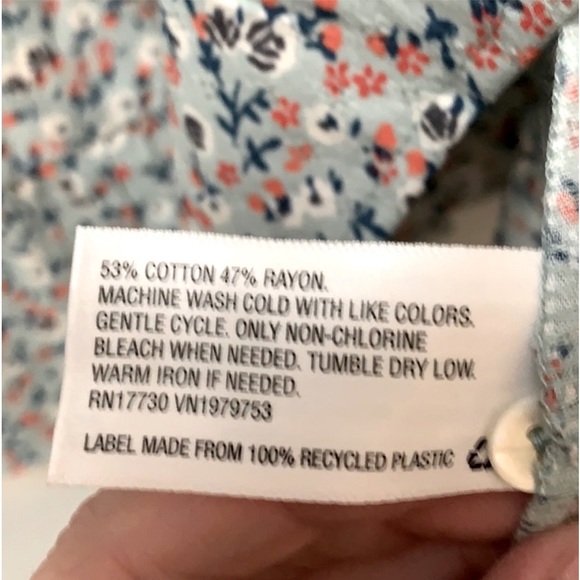 53% COTTON 47% RAYON.
MACHINE WASH COLD WITH LIKE COLORS.
GENTLE CYCLE. ONLY NON-CHLORINE
BLEACH WHEN NEEDED. TUMBLE DRY LOW.
WARM IRON IF NEEDED.
RN17730 VN1979753
LABEL MADE FROM 100% RECYCLED PLASTIC